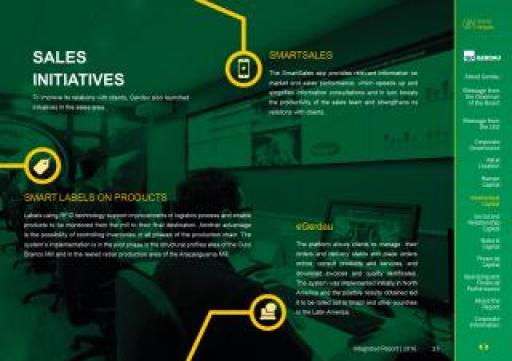 SALES
INITIATIVES
To improve its relations with clients, Gerdau also launched
initiatives in the sales area.
SMARTSALES
The SmartSales app provides relevant information on
market and sales performance, which speeds up and
simplifies information consultations and in turn boosts
the productivity of the sales team and strengthens its
relations with clients.
SMART LABELS ON PRODUCTS
Labels using RFID technology support improvements in logistics process and enable
products to be monitored from the mill to their final destination. Another advantage
is the possibility of controlling inventories in all phases of the production chain. The
system's implementation is in the pilot phase in the structural profiles area of the Ouro
Branco Mill and in the
production area of the Araçariguama Mill.
eGerdau
The platform allows clients to manage their
orders and delivery status and place orders
online, consult products and services, and
download invoices and quality certificates.
The system was implemented initially in North
America and the positive results obtained led
it to be rolled out to Brazil and other countries
in the Latin America.
GERDAU
About Gerdau
Message from
the Chairman
of the Board
Message from
the CEO
Corporate
Governance
Value
Creation
Human
Capital
Intellectual
Capital
Social and
Relationship
Capital
Natural
Capital
Financial
Capital
Operating and
Financial
Performance
About the
Report
Corporate
Information
Integrated Report | 2016